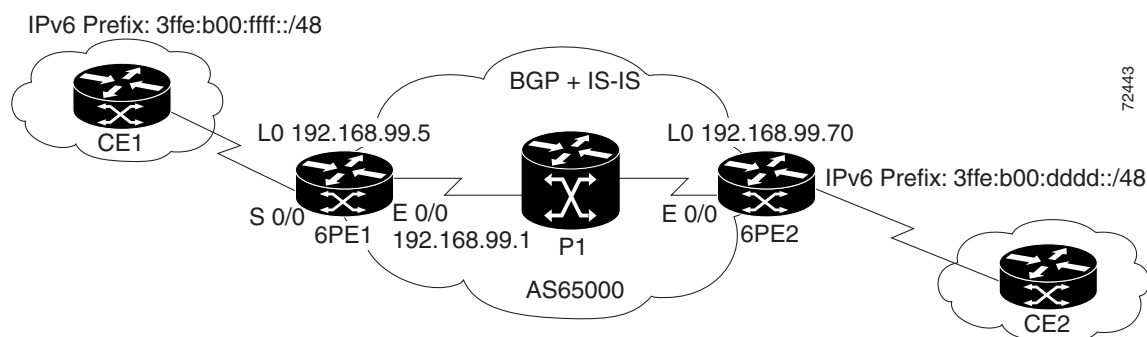 IPv6 Prefix: 3ffe:b00:ffff::/48
CE1
BGP + IS-IS
72443
L0 192.168.99.5
L0 192.168.99.70
IPv6 Prefix: 3ffe:b00:dddd::/48
S 0/0
6PE1
E 0/0
192.168.99.1
P1
E 0/0
6PE2
AS65000
CE2